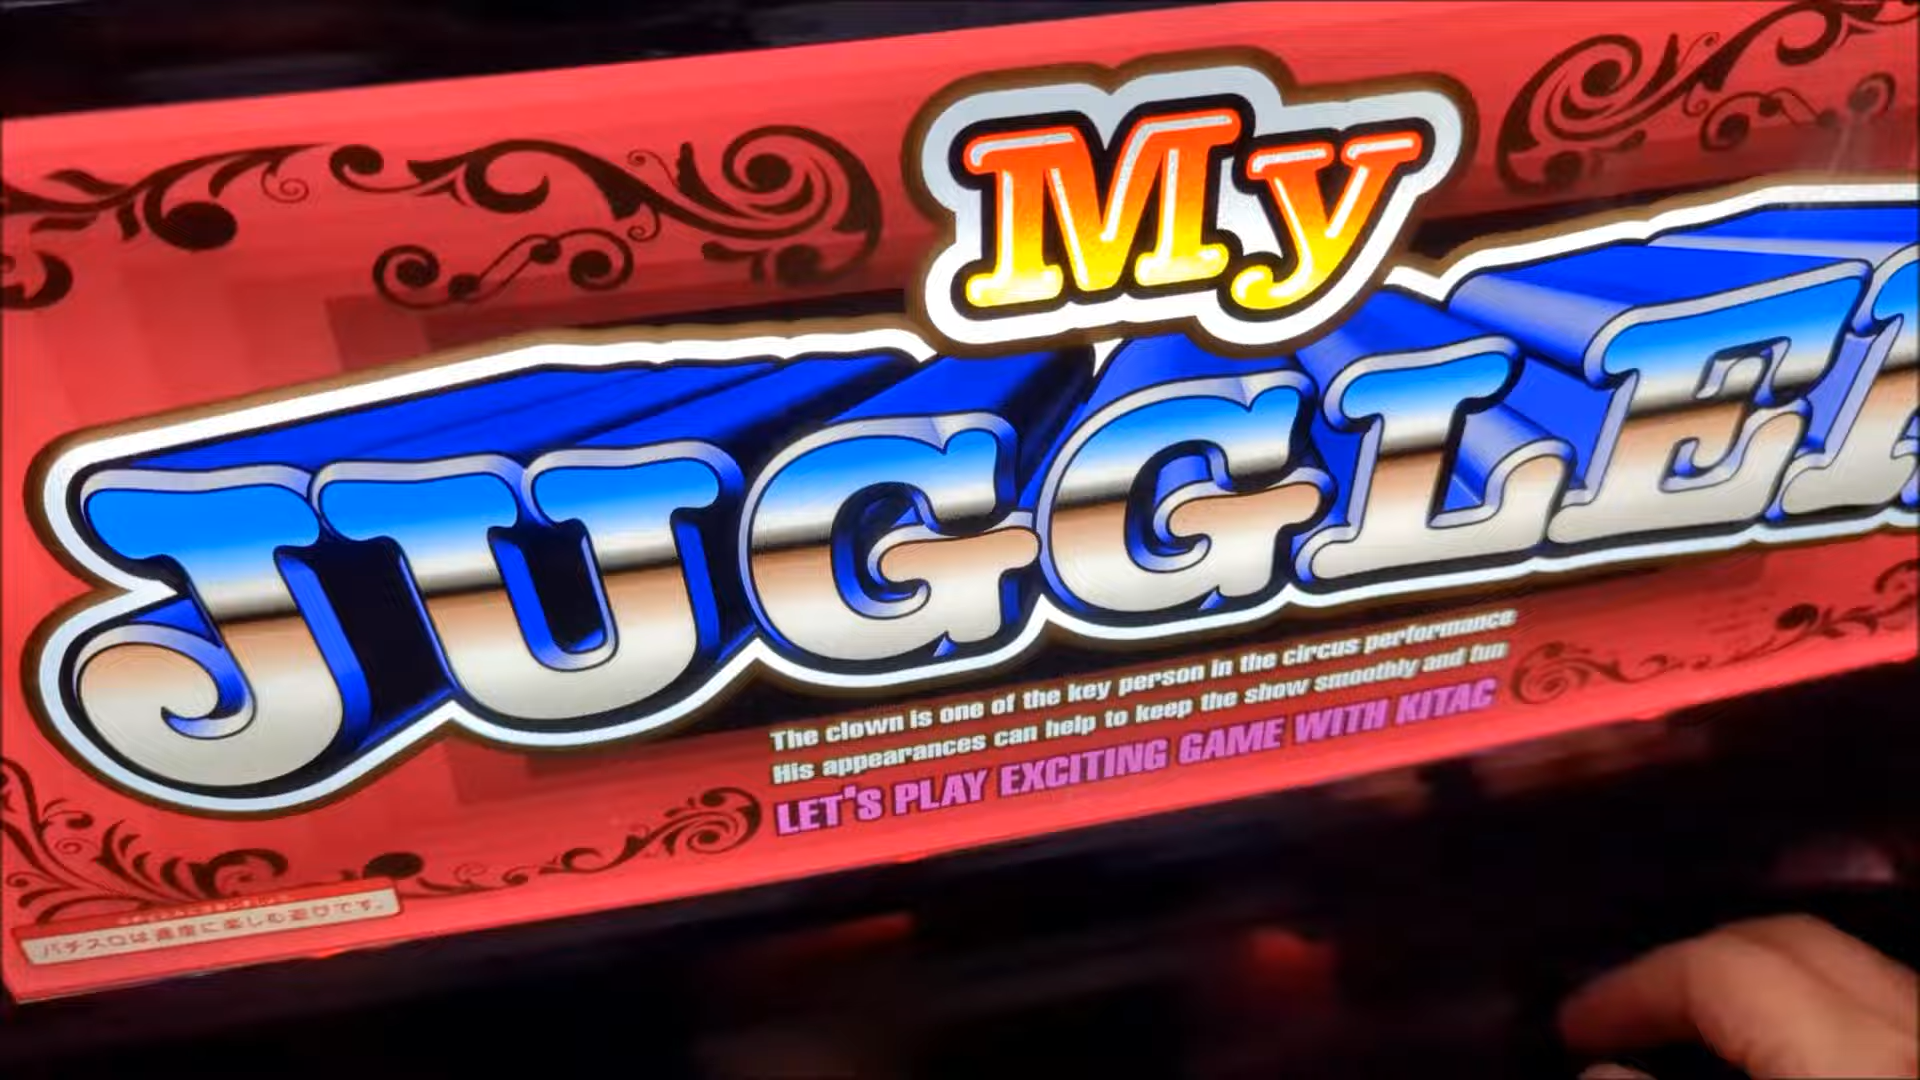 My
JUGGLER
The clown is one of the key person in the circus performance
His appearances can help to keep the show smoothly and fun
LET'S PLAY EXCITING GAME WITH KITAC
パチスロは適度に楽しむ遊びです。